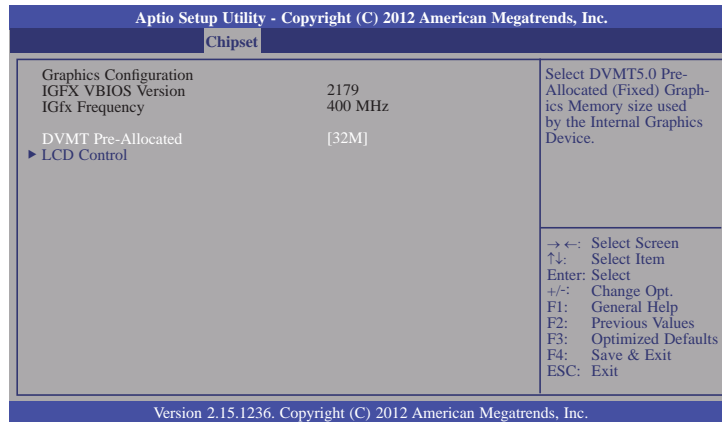 Aptio Setup Utility - Copyright (C) 2012 American Megatrends, Inc.
Chipset
Graphics Configuration
IGFX VBIOS Version 2179
IGfx Frequency 400 MHz
DVMT Pre-Allocated [32M]
▶ LCD Control
Select DVMT5.0 Pre-
Allocated (Fixed) Graph-
ics Memory size used
by the Internal Graphics
Device.
→←: Select Screen
↑↓: Select Item
Enter: Select
+/-: Change Opt.
F1: General Help
F2: Previous Values
F3: Optimized Defaults
F4: Save & Exit
ESC: Exit
Version 2.15.1236. Copyright (C) 2012 American Megatrends, Inc.